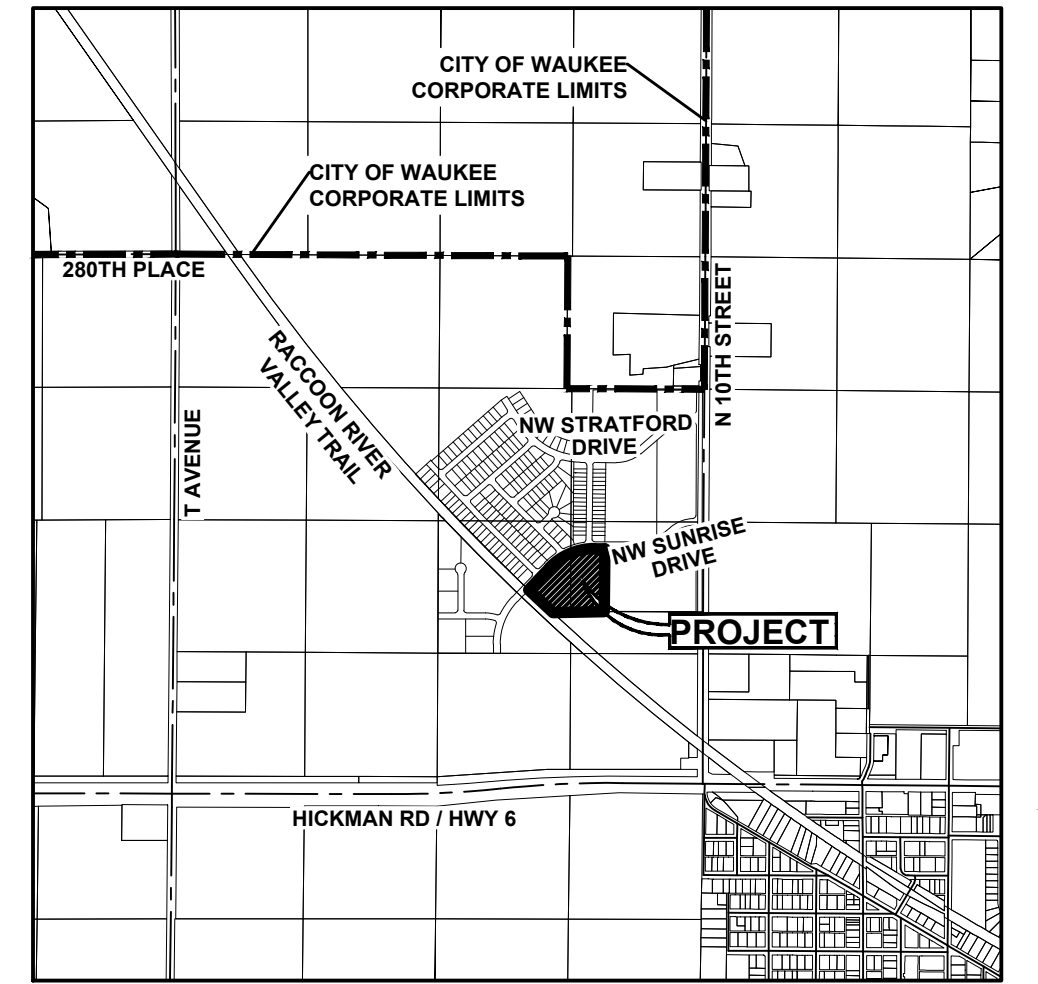 CITY OF WAUKEE
CORPORATE LIMITS
CITY OF WAUKEE
CORPORATE LIMITS
280TH PLACE
N 10TH STREET
RACCOON RIVER
VALLEY TRAIL
T AVENUE
NW STRATFORD
DRIVE
NW SUNRISE
DRIVE
PROJECT
HICKMAN RD / HWY 6